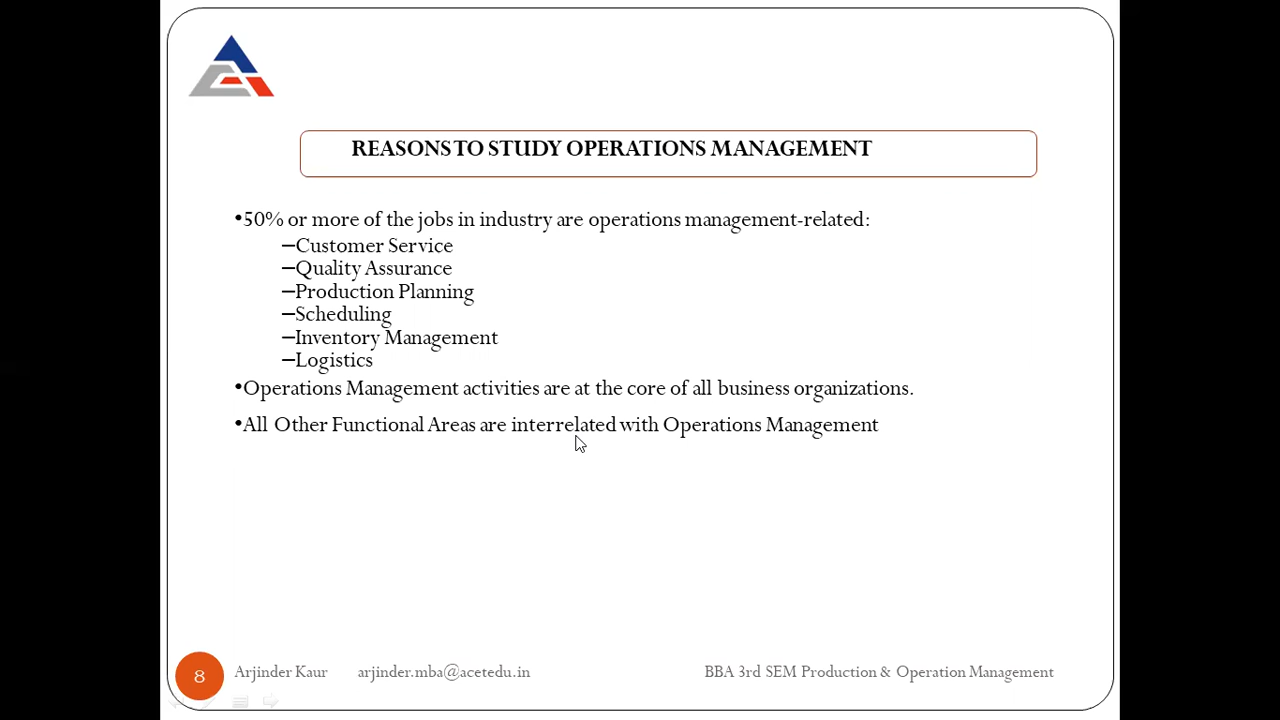 REASONS TO STUDY OPERATIONS MANAGEMENT
•50% or more of the jobs in industry are operations management-related:
–Customer Service
–Quality Assurance
–Production Planning
–Scheduling
–Inventory Management
–Logistics
•Operations Management activities are at the core of all business organizations.
•All Other Functional Areas are interrelated with Operations Management
8 Arjinder Kaur arjinder.mba@acetedu.in BBA 3rd SEM Production & Operation Management